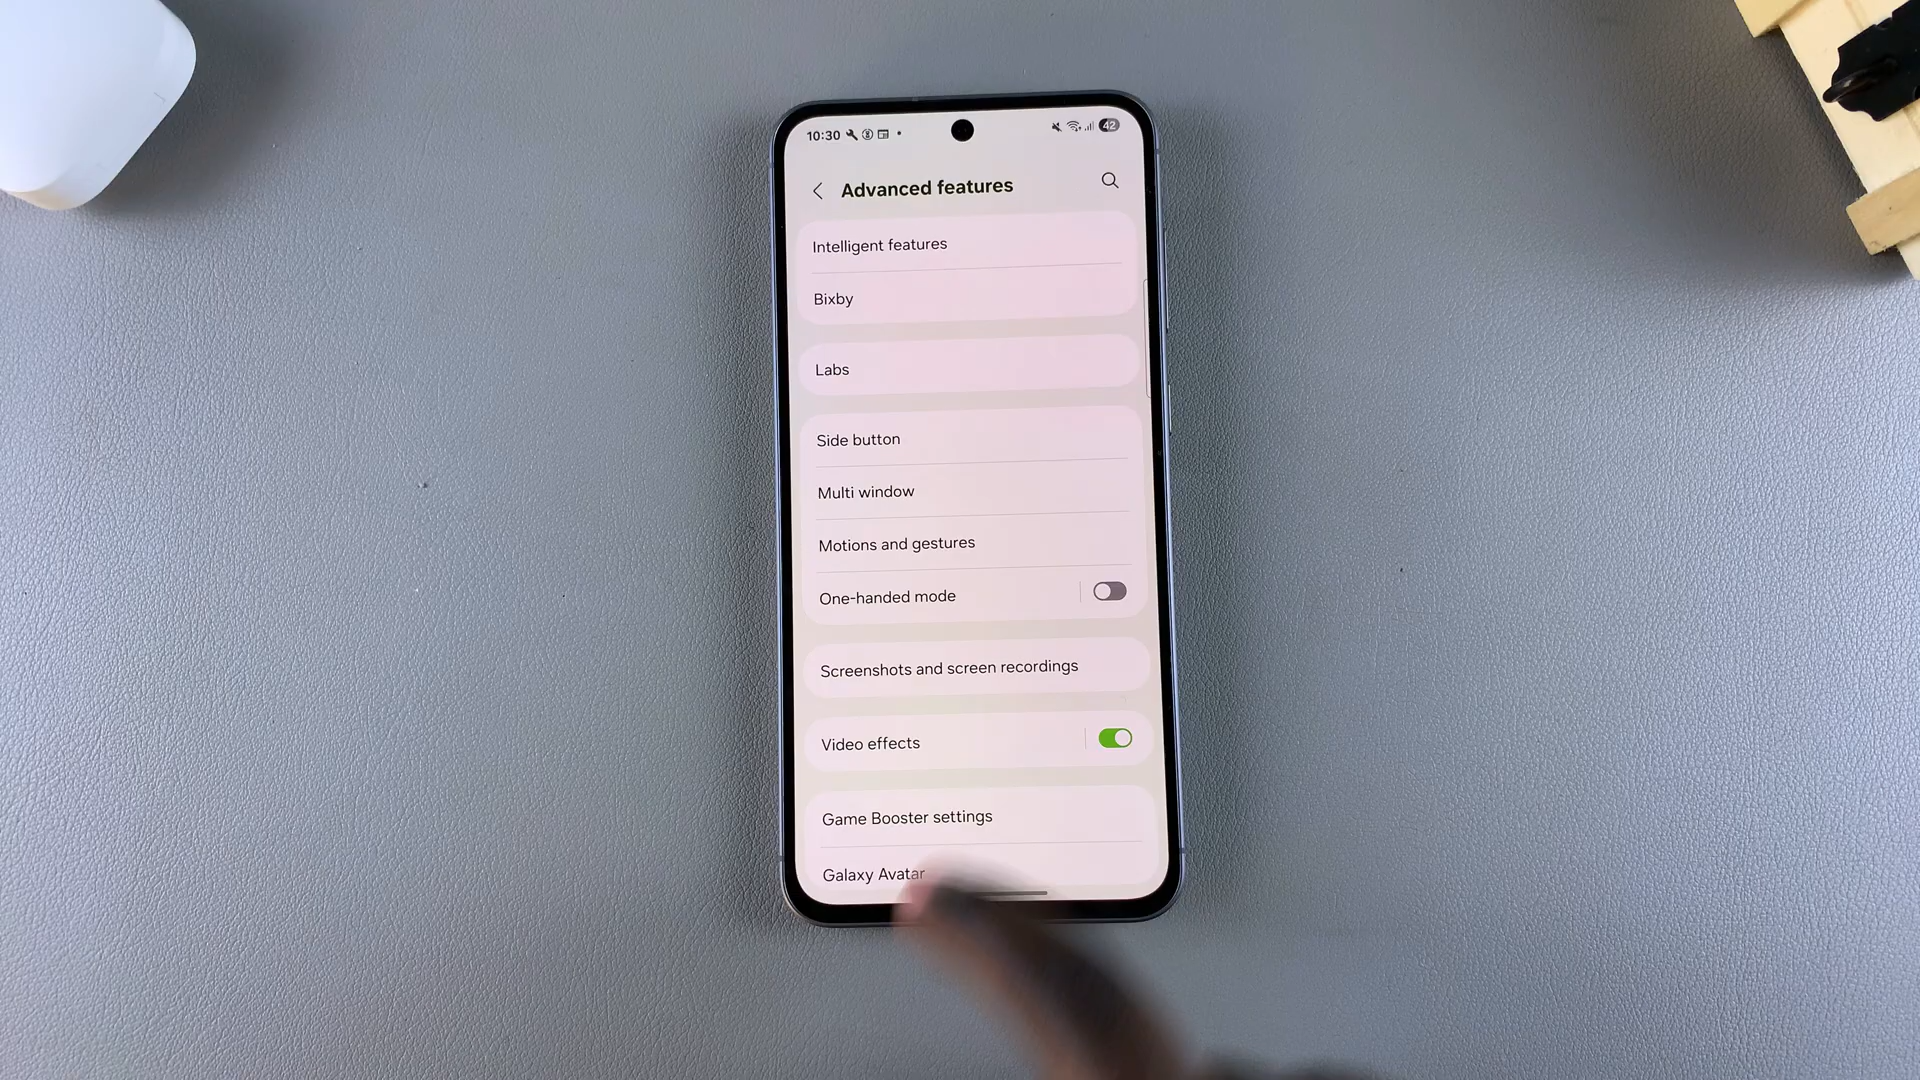 10:30
42
Advanced features
Intelligent features
Bixby
Labs
Side button
Multi window
Motions and gestures
One-handed mode
Screenshots and screen recordings
Video effects
Game Booster settings
Galaxy Avatar